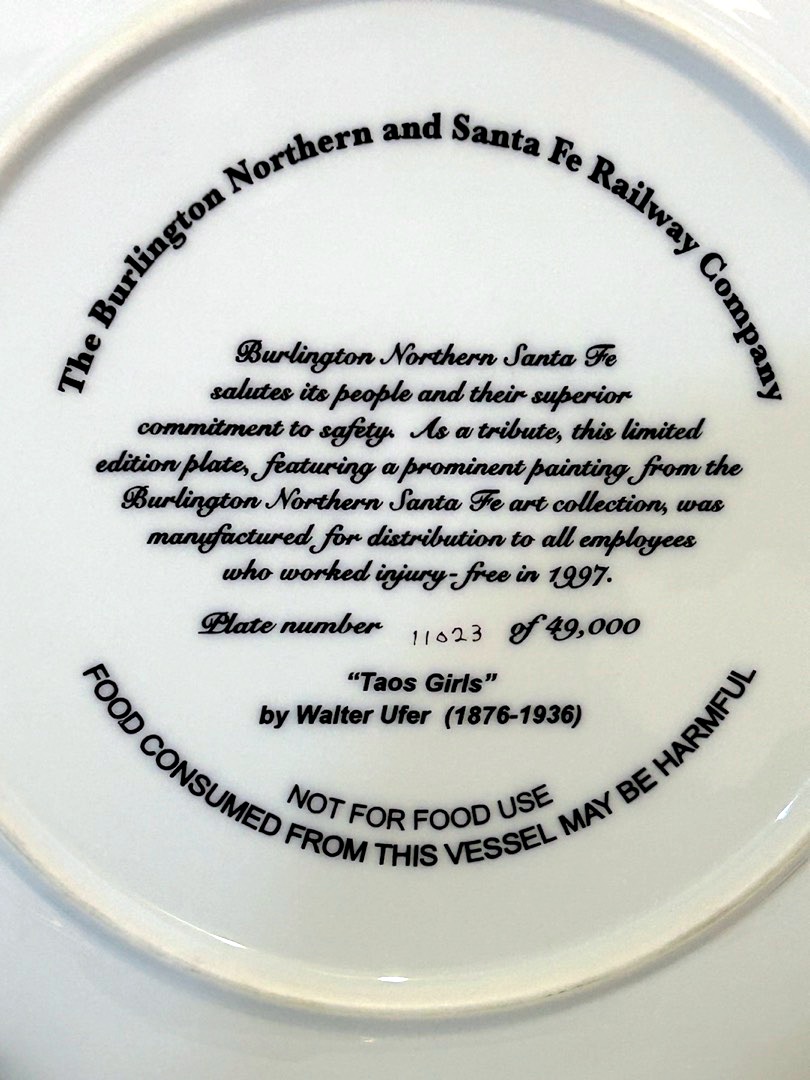 The Burlington Northern and Santa Fe Railway Company
Burlington Northern Santa Fe
salutes its people and their superior
commitment to safety. As a tribute, this limited
edition plate, featuring a prominent painting from the
Burlington Northern Santa Fe art collection, was
manufactured for distribution to all employees
who worked injury-free in 1997.
Plate number 11023 of 49,000
“Taos Girls”
by Walter Ufer (1876-1936)
NOT FOR FOOD USE
FOOD CONSUMED FROM THIS VESSEL MAY BE HARMFUL